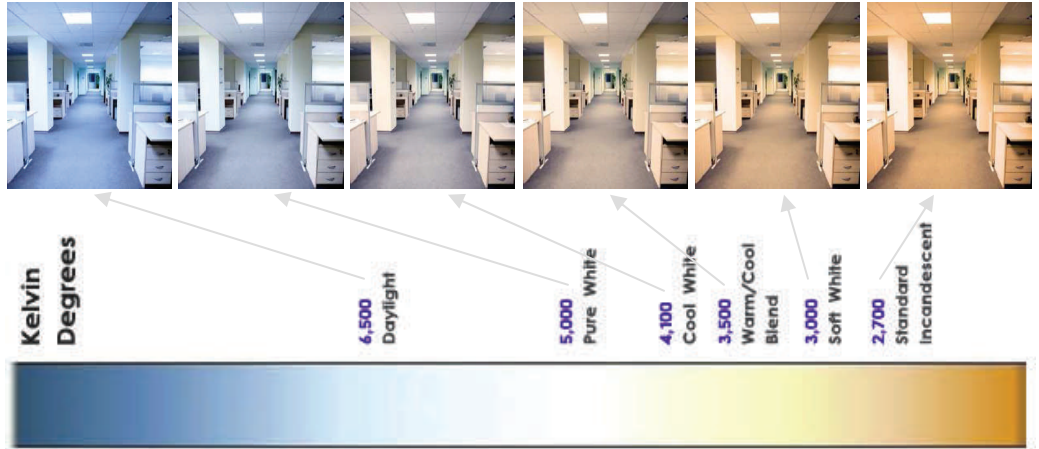 Kelvin
Degrees
6,500
Daylight
5,000
Pure White
4,100
Cool White
3,500
Warm/Cool
Blend
3,000
Soft White
2,700
Standard
Incandescent